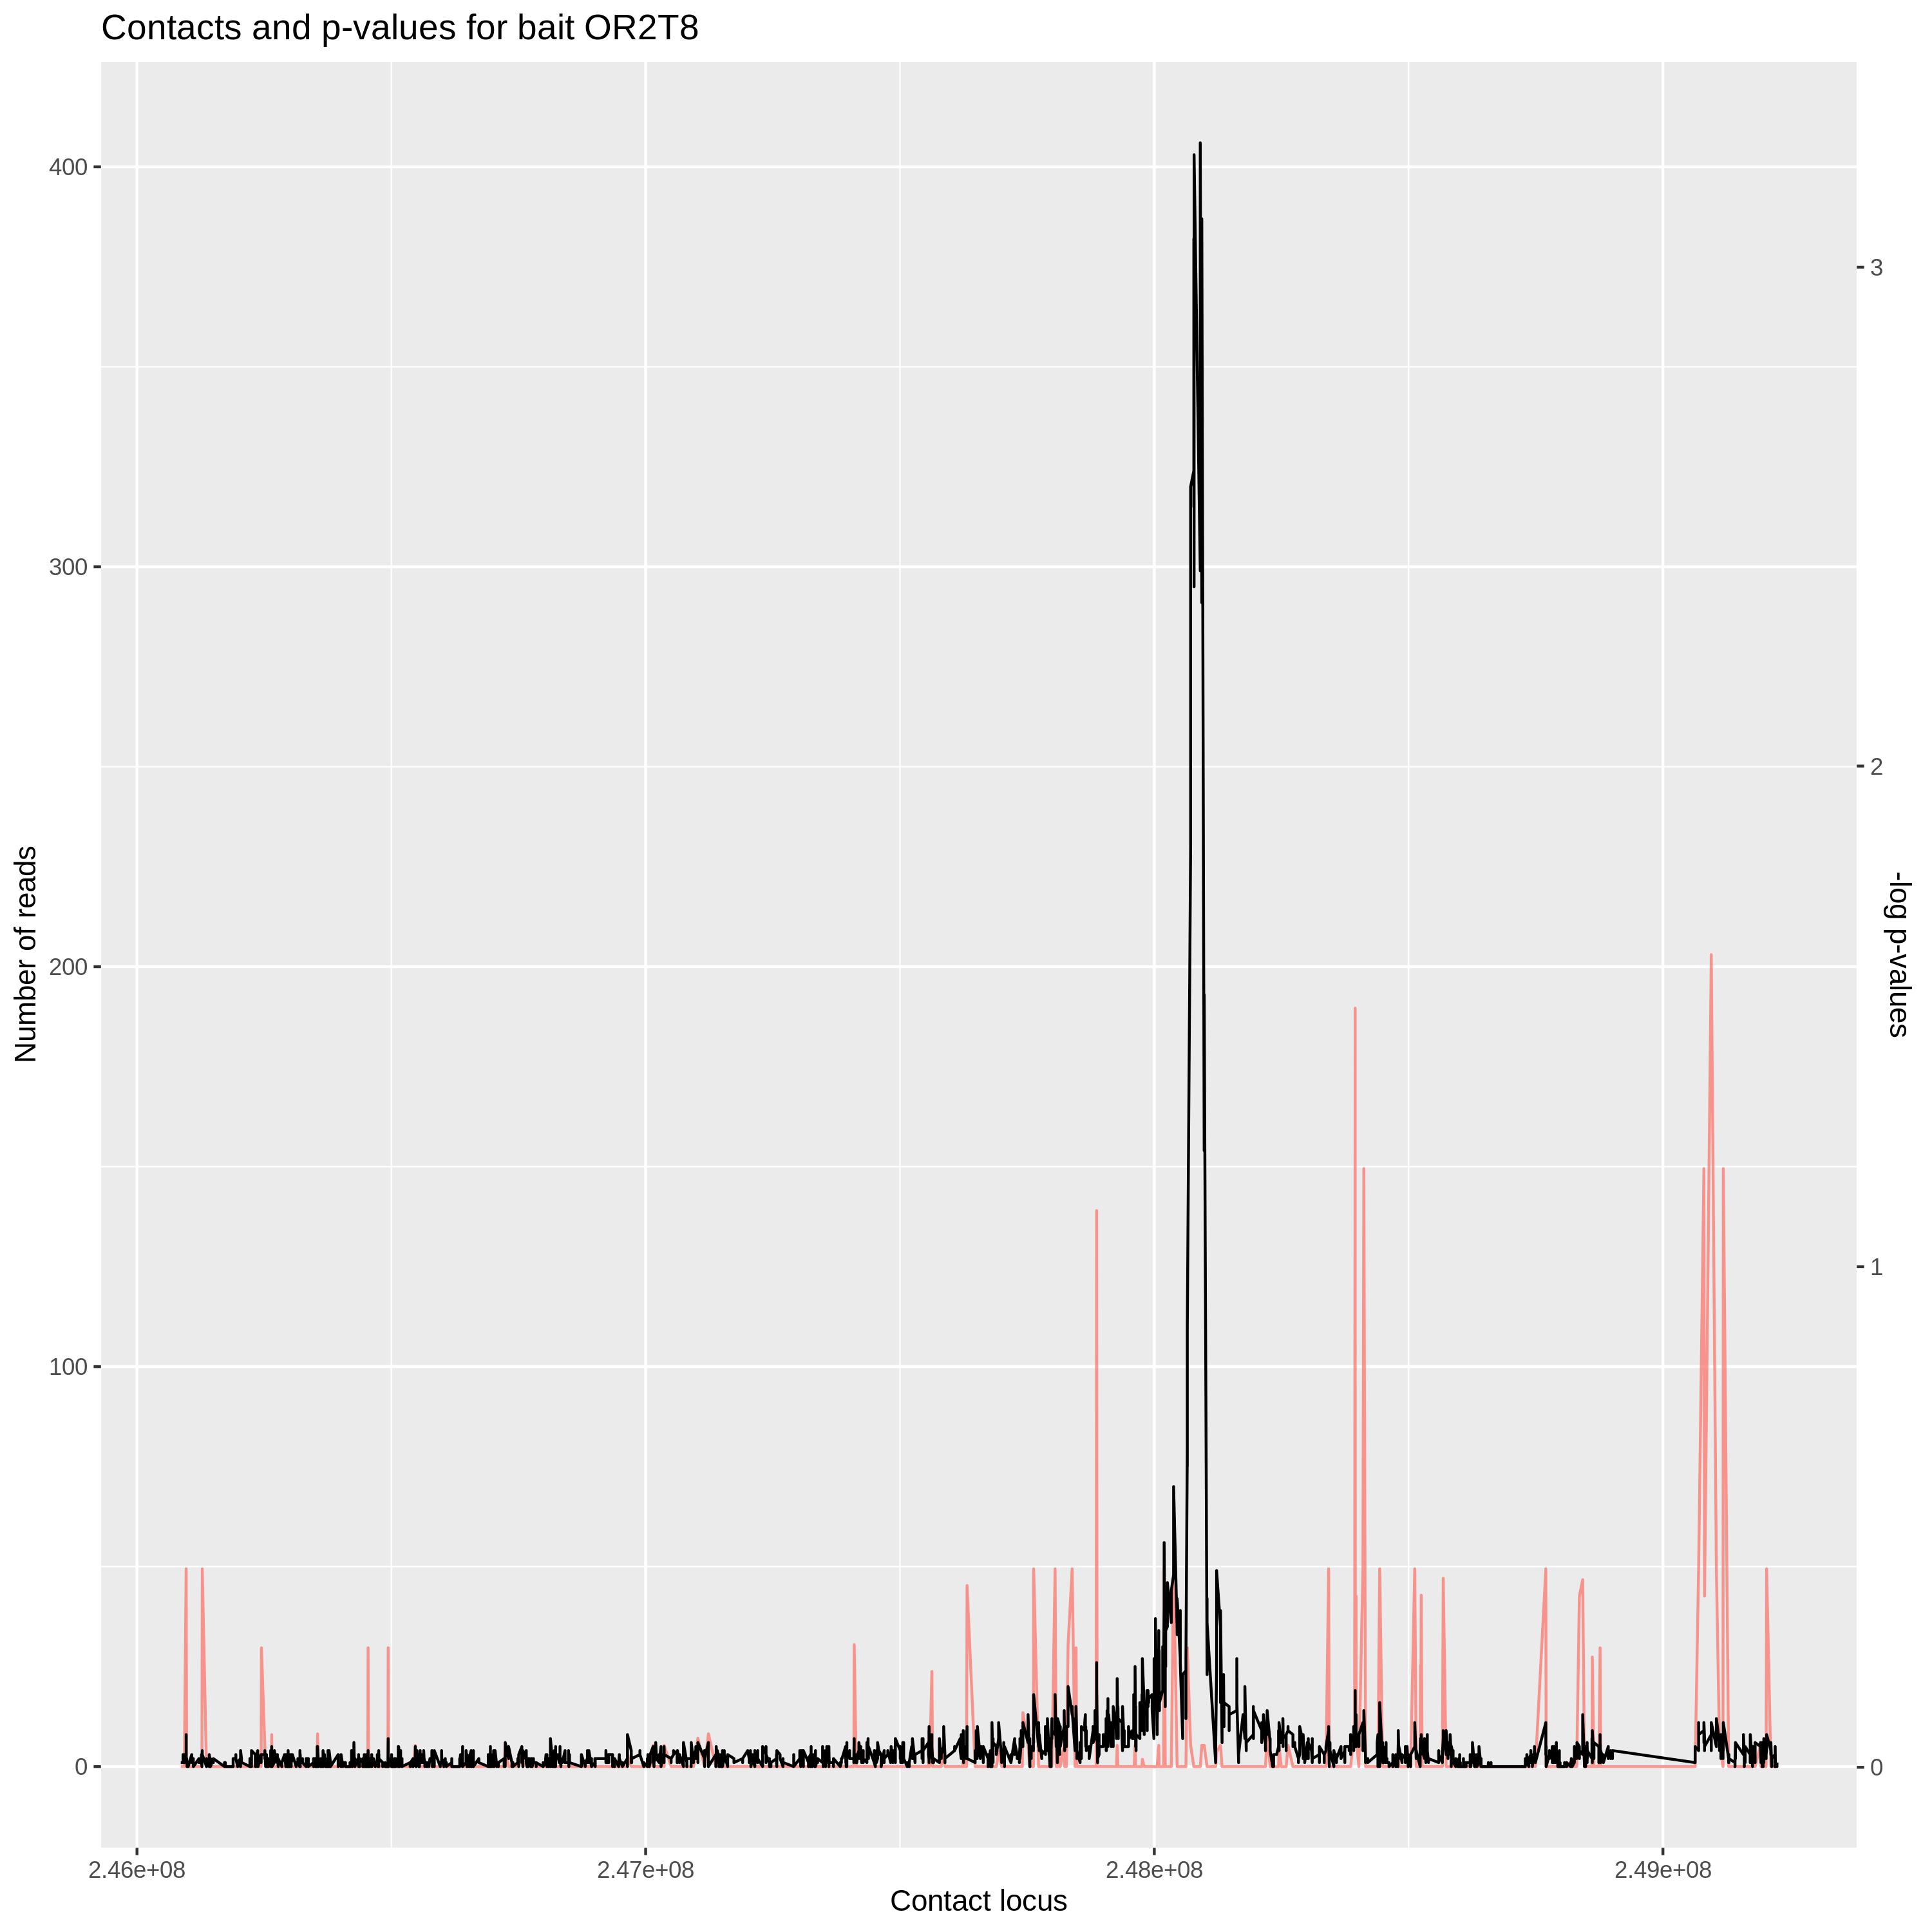 Contacts and p-values for bait OR2T8
400
300
200
100
0
Number of reads
3
2
1
0
-log p-values
2.46e+08 2.47e+08 2.48e+08 2.49e+08
Contact locus